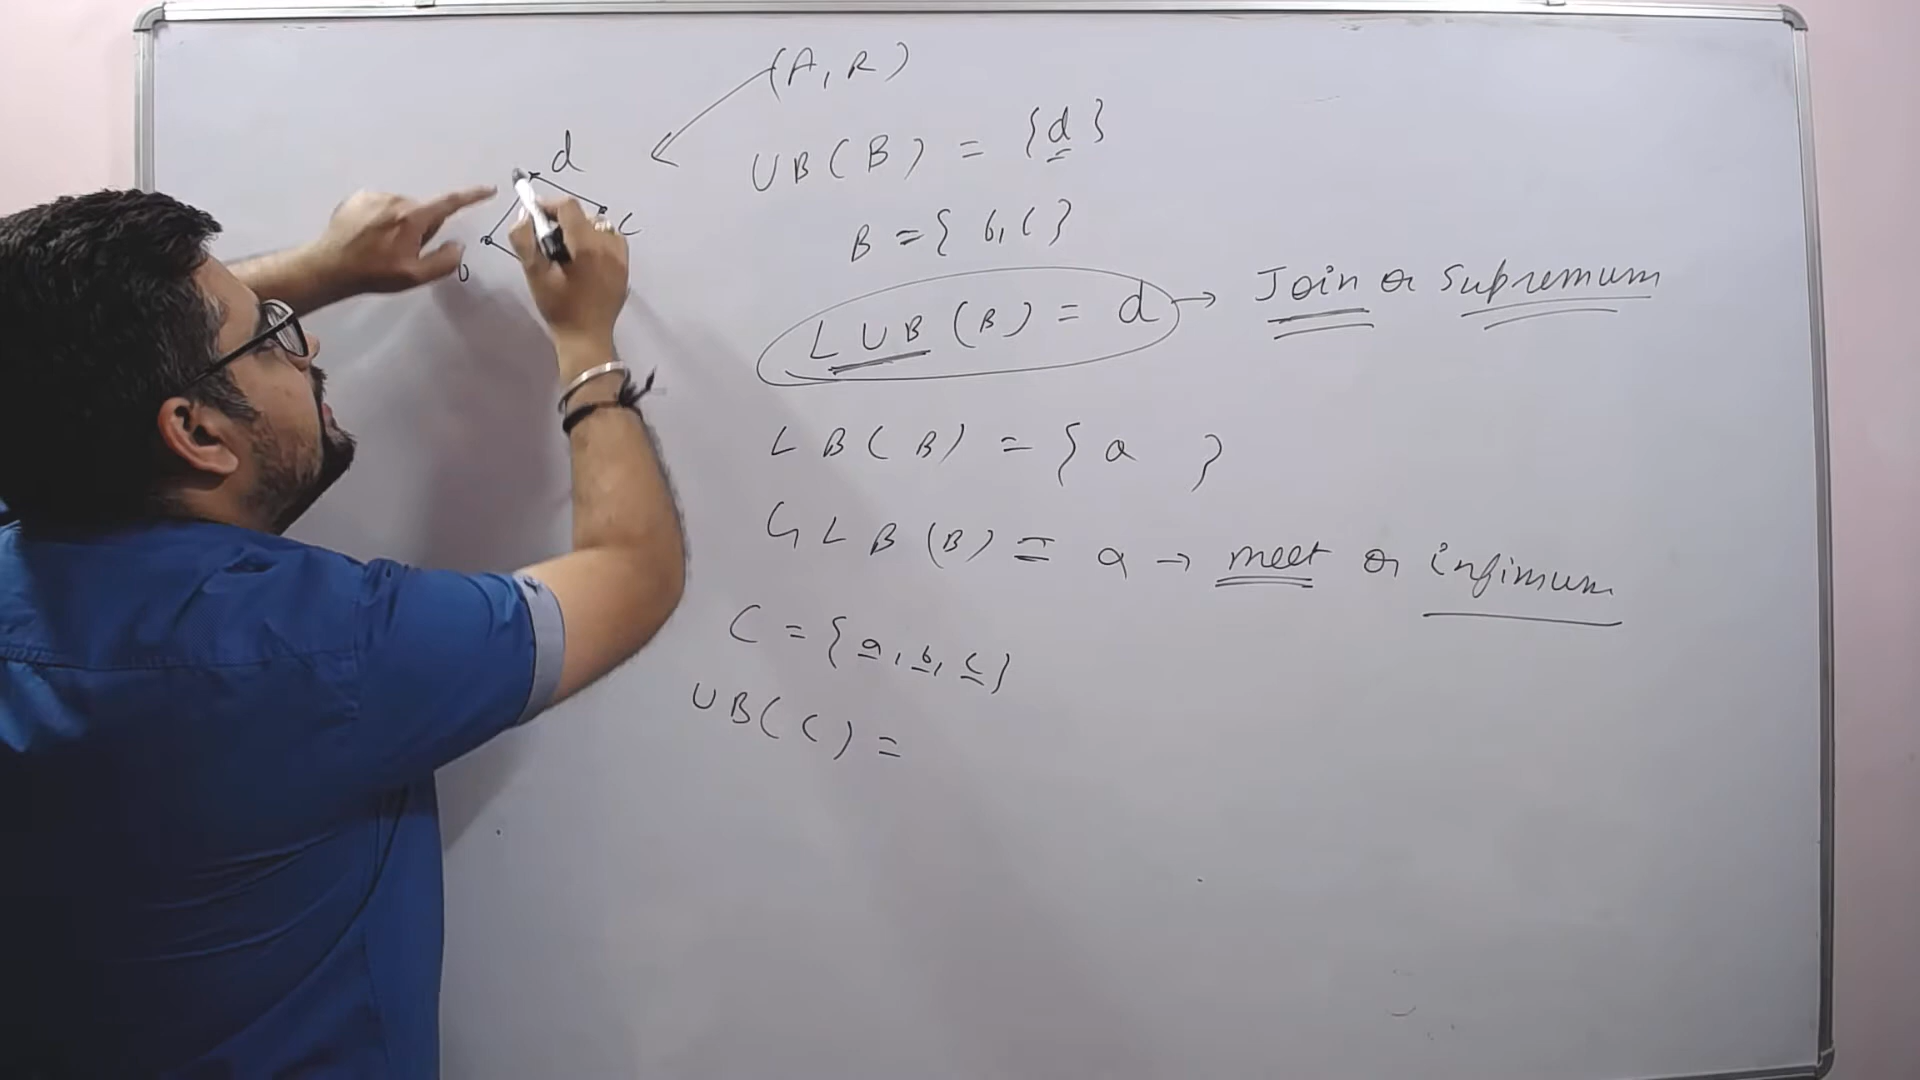 (A, R)
d
c
b
UB(B) = {d}
B = {b, c}
LUB(B) = d → Join or Supremum
LB(B) = {a }
GLB(B) = a → meet or infimum
C = {a, b, c}
UB(C) =